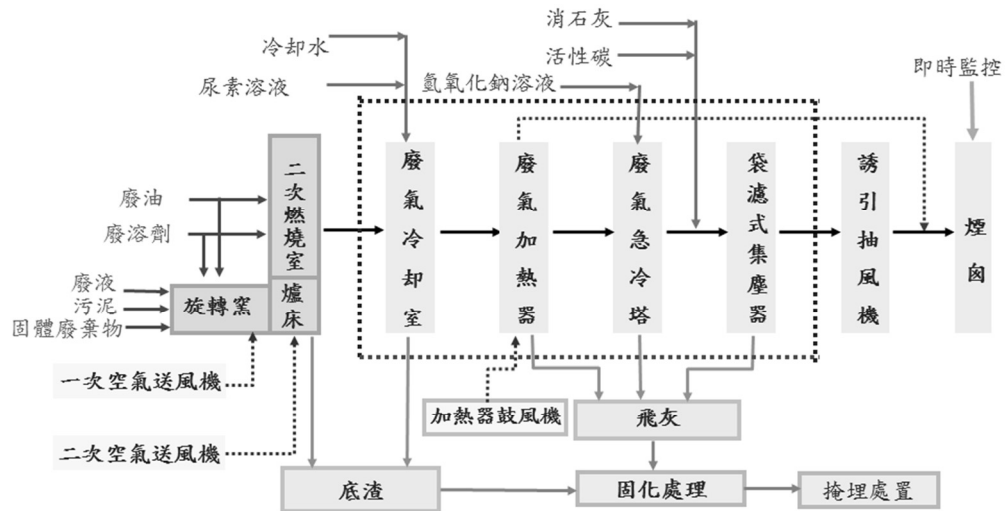 消石灰
冷却水
活性碳
即時監控
尿素溶液
氫氧化鈉溶液
二次燃燒室
廢氣冷却室
廢氣加熱器
廢氣急冷塔
袋濾式集塵器
誘引抽風機
煙囪
廢油
廢溶劑
廢液
污泥
固體廢棄物
旋轉窯
爐床
一次空氣送風機
加熱器鼓風機
飛灰
二次空氣送風機
底渣
固化處理
掩埋處置